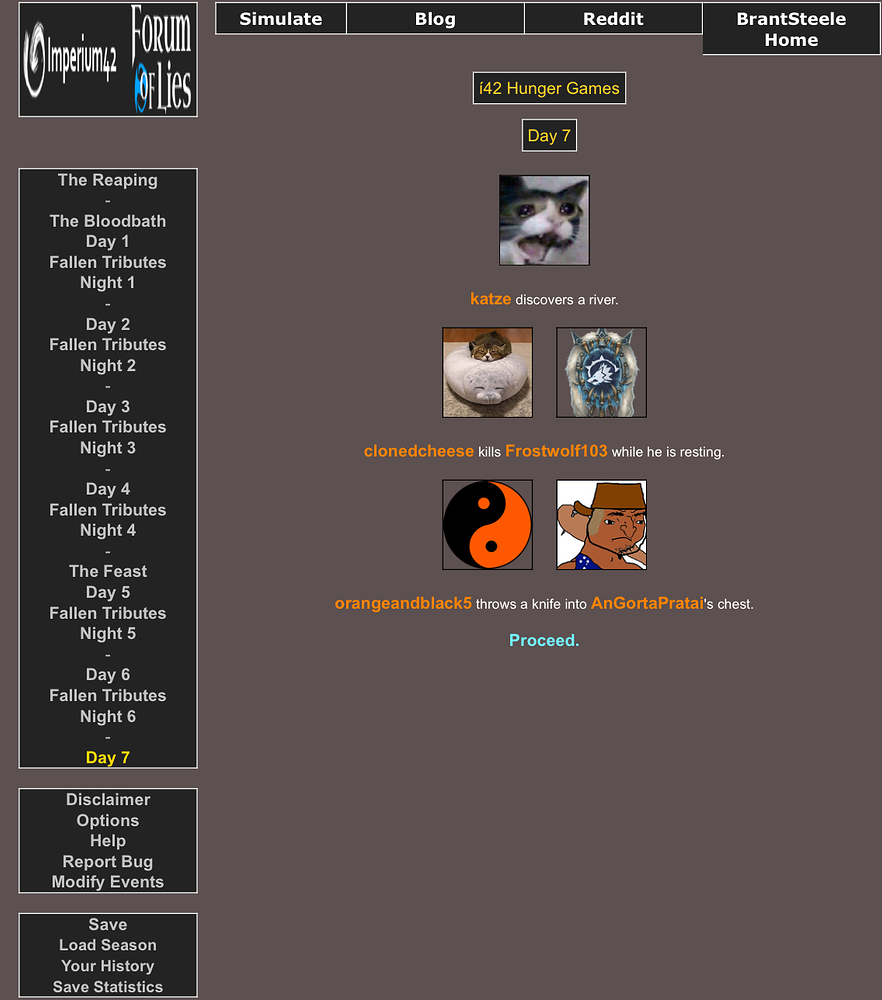 Imperium42
Forum
Of Lies
Simulate
Blog
Reddit
BrantSteele
Home
í42 Hunger Games
Day 7
The Reaping
-
The Bloodbath
Day 1
Fallen Tributes
Night 1
-
Day 2
Fallen Tributes
Night 2
-
Day 3
Fallen Tributes
Night 3
-
Day 4
Fallen Tributes
Night 4
-
The Feast
Day 5
Fallen Tributes
Night 5
-
Day 6
Fallen Tributes
Night 6
-
Day 7
Disclaimer
Options
Help
Report Bug
Modify Events
Save
Load Season
Your History
Save Statistics
katze discovers a river.
clonedcheese kills Frostwolf103 while he is resting.
orangeandblack5 throws a knife into AnGortaPratai's chest.
Proceed.